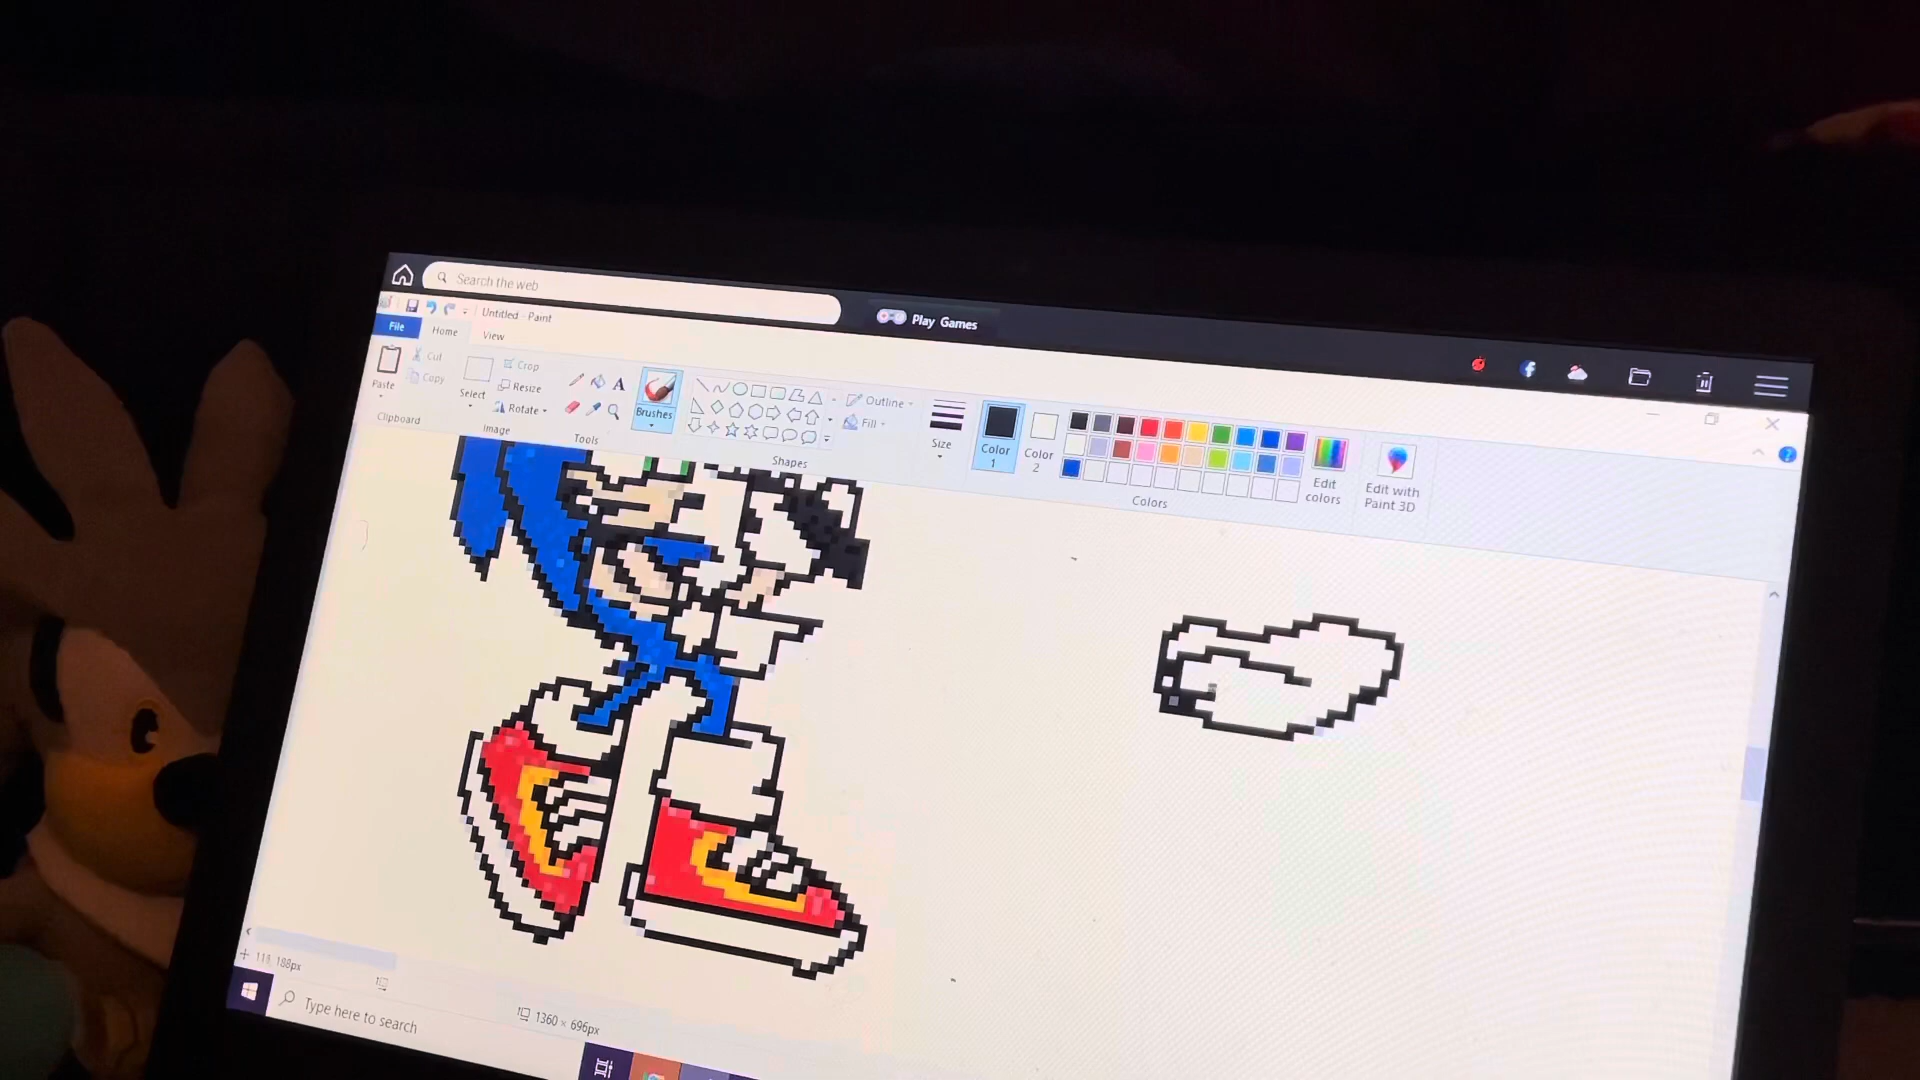 Search the web
Play Games
Untitled - Paint
File
Home
View
Paste
Cut
Copy
Clipboard
Select
Crop
Resize
Rotate
Image
A
Tools
Brushes
Shapes
Outline
Fill
Size
Color 1
Color 2
Colors
Edit colors
Edit with Paint 3D
118, 188px
1360 × 696px
Type here to search